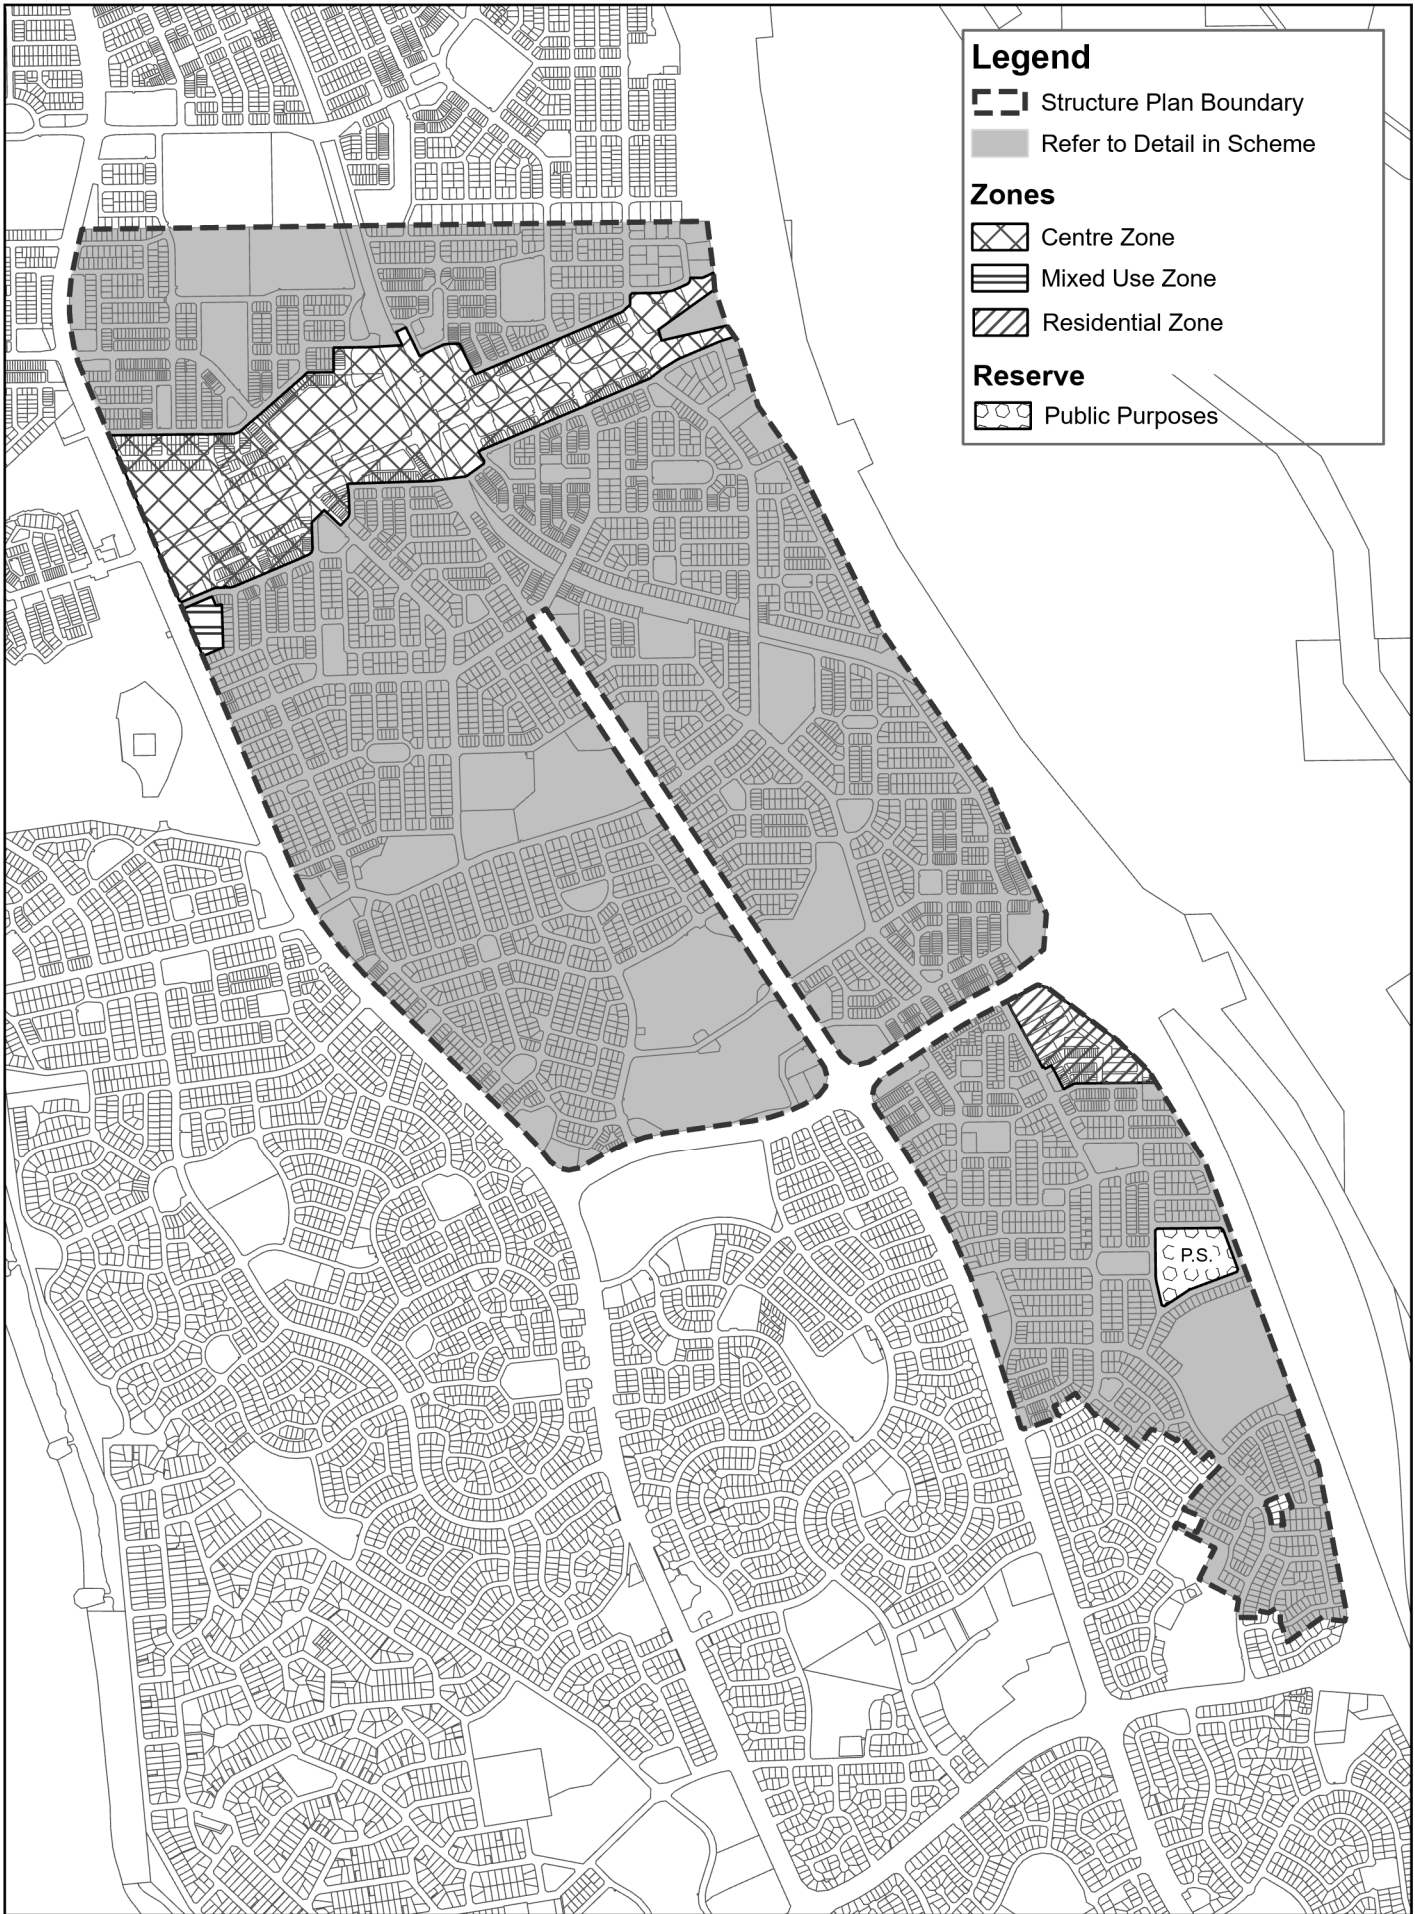 Legend
Structure Plan Boundary
Refer to Detail in Scheme
Zones
Centre Zone
Mixed Use Zone
Residential Zone
Reserve
Public Purposes
P.S.